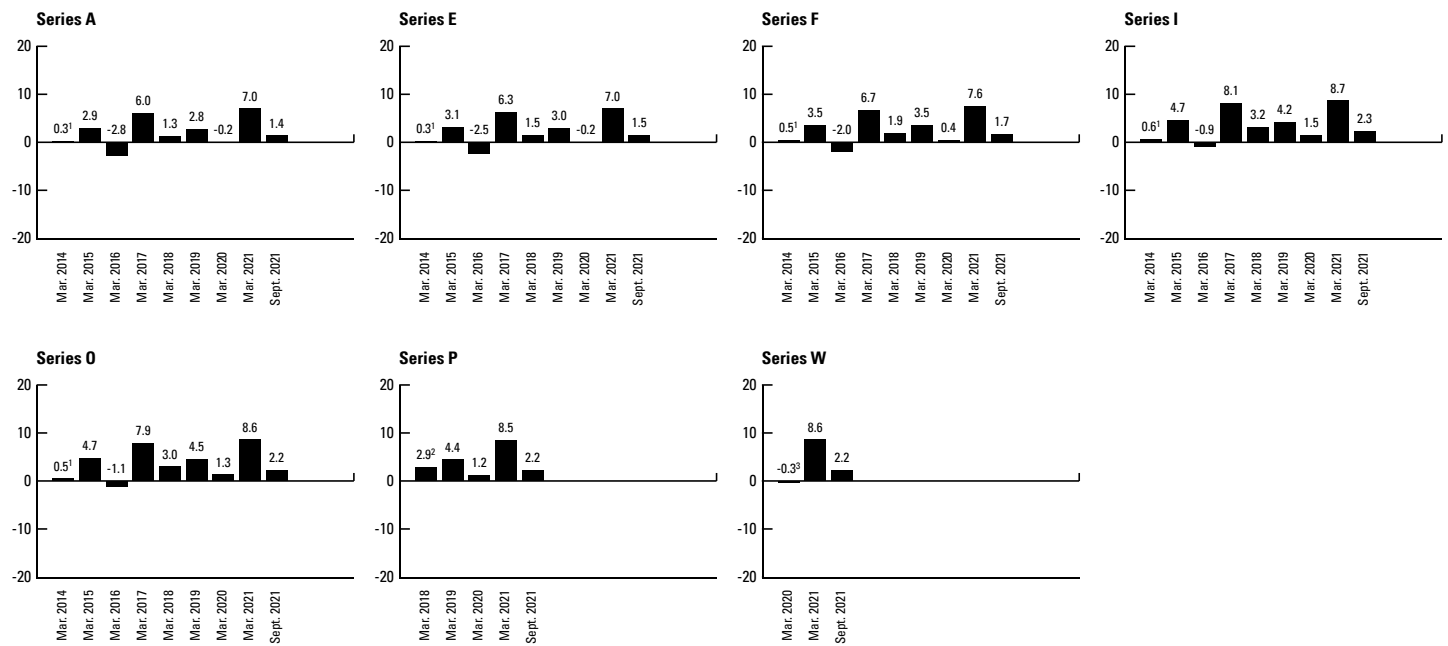 Series A
20
10
0
-10
-20
0.3¹
2.9
-2.8
6.0
1.3
2.8
-0.2
7.0
1.4
Mar. 2014
Mar. 2015
Mar. 2016
Mar. 2017
Mar. 2018
Mar. 2019
Mar. 2020
Mar. 2021
Sept. 2021
Series E
20
10
0
-10
-20
0.3¹
3.1
-2.5
6.3
1.5
3.0
-0.2
7.0
1.5
Mar. 2014
Mar. 2015
Mar. 2016
Mar. 2017
Mar. 2018
Mar. 2019
Mar. 2020
Mar. 2021
Sept. 2021
Series F
20
10
0
-10
-20
0.5¹
3.5
-2.0
6.7
1.9
3.5
0.4
7.6
1.7
Mar. 2014
Mar. 2015
Mar. 2016
Mar. 2017
Mar. 2018
Mar. 2019
Mar. 2020
Mar. 2021
Sept. 2021
Series I
20
10
0
-10
-20
0.6¹
4.7
-0.9
8.1
3.2
4.2
1.5
8.7
2.3
Mar. 2014
Mar. 2015
Mar. 2016
Mar. 2017
Mar. 2018
Mar. 2019
Mar. 2020
Mar. 2021
Sept. 2021
Series O
20
10
0
-10
-20
0.5¹
4.7
-1.1
7.9
3.0
4.5
1.3
8.6
2.2
Mar. 2014
Mar. 2015
Mar. 2016
Mar. 2017
Mar. 2018
Mar. 2019
Mar. 2020
Mar. 2021
Sept. 2021
Series P
20
10
0
-10
-20
2.9²
4.4
1.2
8.5
2.2
Mar. 2018
Mar. 2019
Mar. 2020
Mar. 2021
Sept. 2021
Series W
20
10
0
-10
-20
-0.3³
8.6
2.2
Mar. 2020
Mar. 2021
Sept. 2021